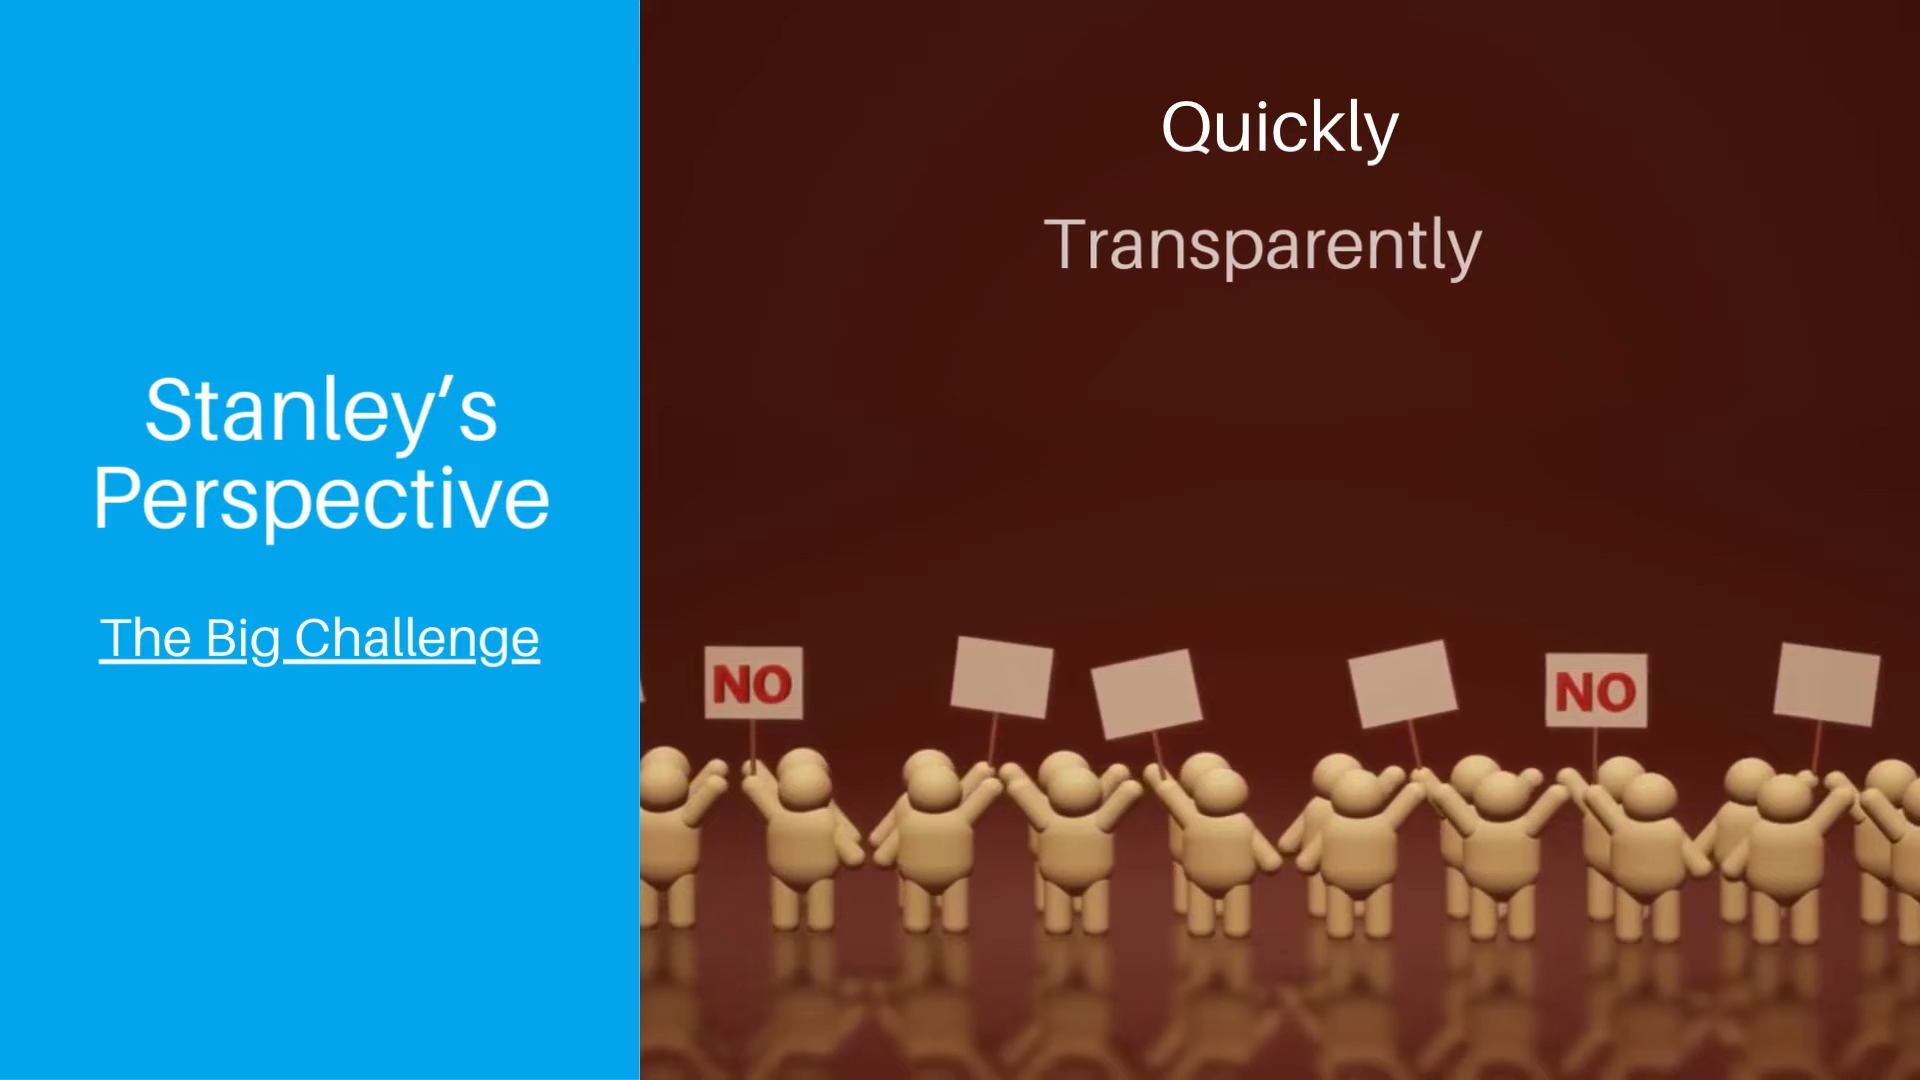 Stanley’s
Perspective
The Big Challenge
Quickly
Transparently
NO
NO